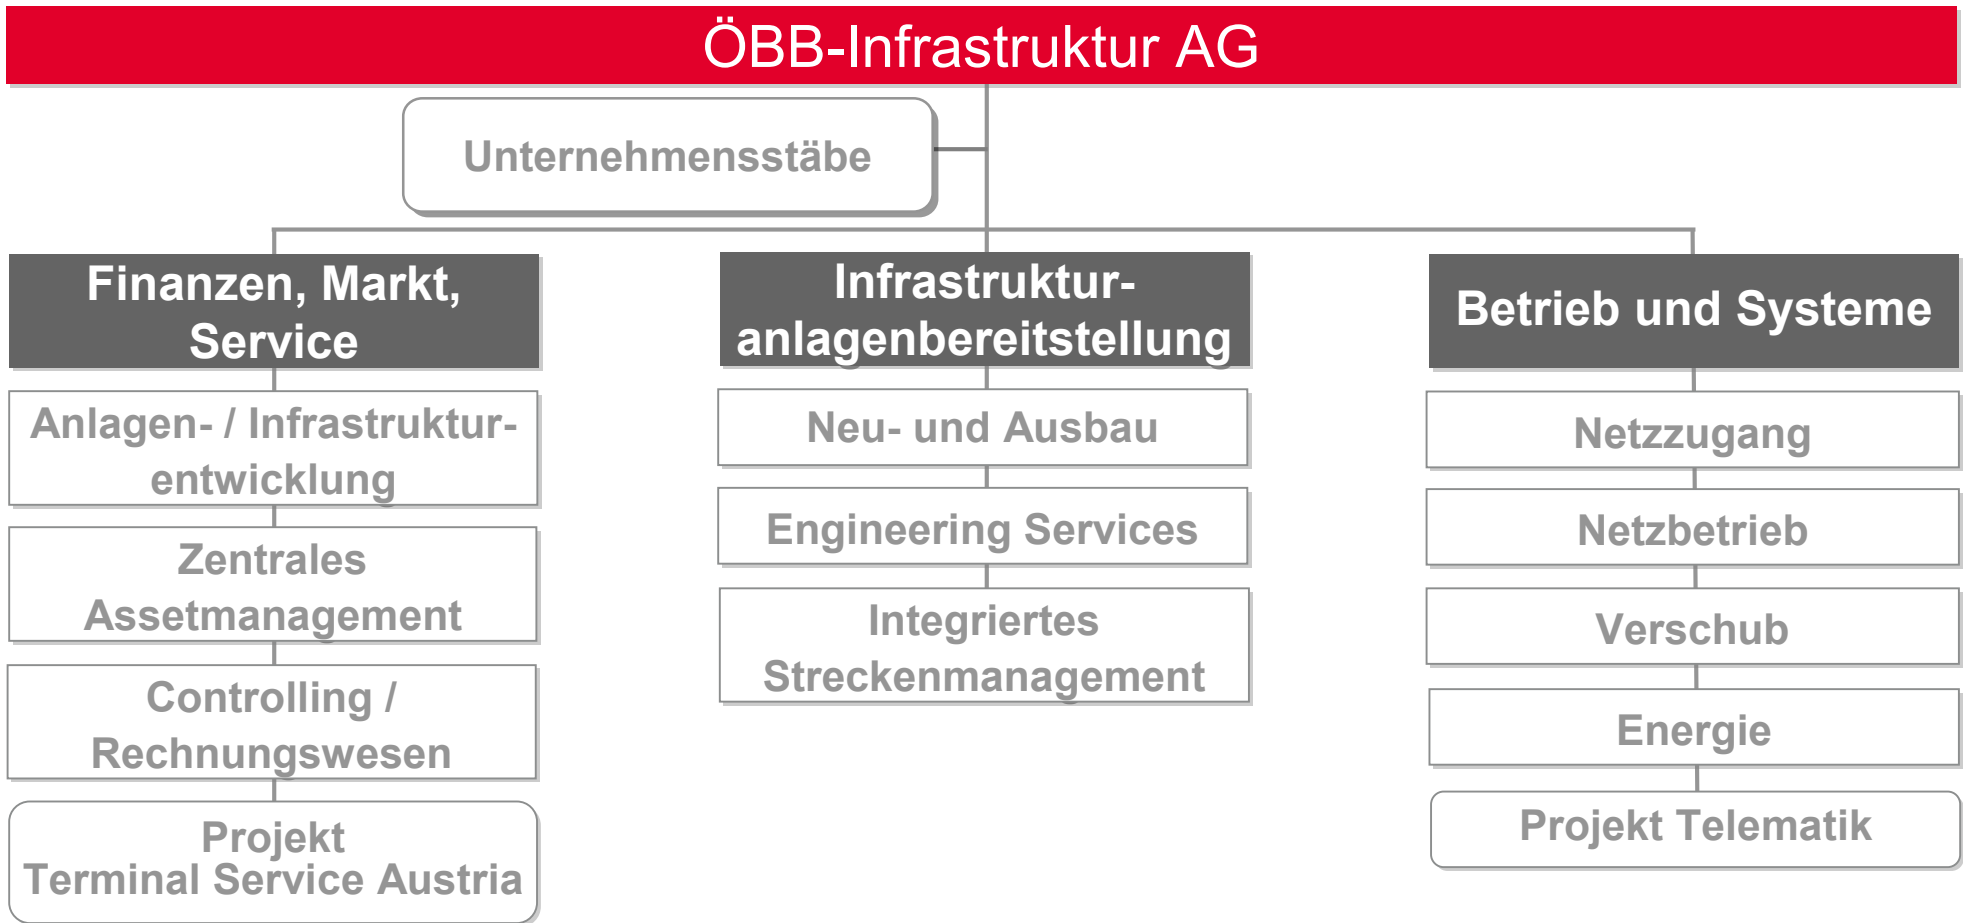 ÖBB-Infrastruktur AG
Unternehmensstäbe
Finanzen, Markt,
Service
Anlagen- / Infrastruktur-
entwicklung
Zentrales
Assetmanagement
Controlling /
Rechnungswesen
Projekt
Terminal Service Austria
Infrastruktur-
anlagenbereitstellung
Neu- und Ausbau
Engineering Services
Integriertes
Streckenmanagement
Betrieb und Systeme
Netzzugang
Netzbetrieb
Verschub
Energie
Projekt Telematik